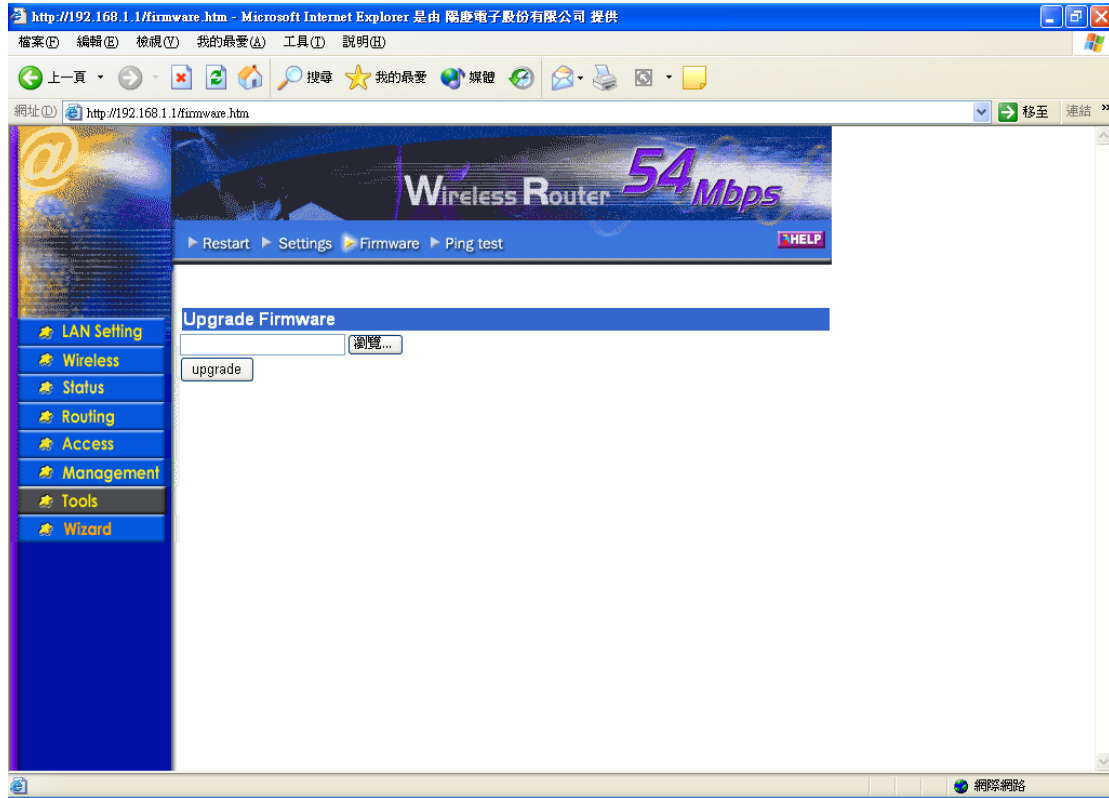 http://192.168.1.1/firmware.htm - Microsoft Internet Explorer 是由 陽慶電子股份有限公司 提供
檔案(F) 編輯(E) 檢視(V) 我的最愛(A) 工具(T) 說明(H)
上一頁 搜尋 我的最愛 媒體
網址(D) http://192.168.1.1/firmware.htm 移至 連結 »
@
Wireless Router 54Mbps
Restart Settings Firmware Ping test HELP
Upgrade Firmware
瀏覽...
upgrade
LAN Setting
Wireless
Status
Routing
Access
Management
Tools
Wizard
網際網路